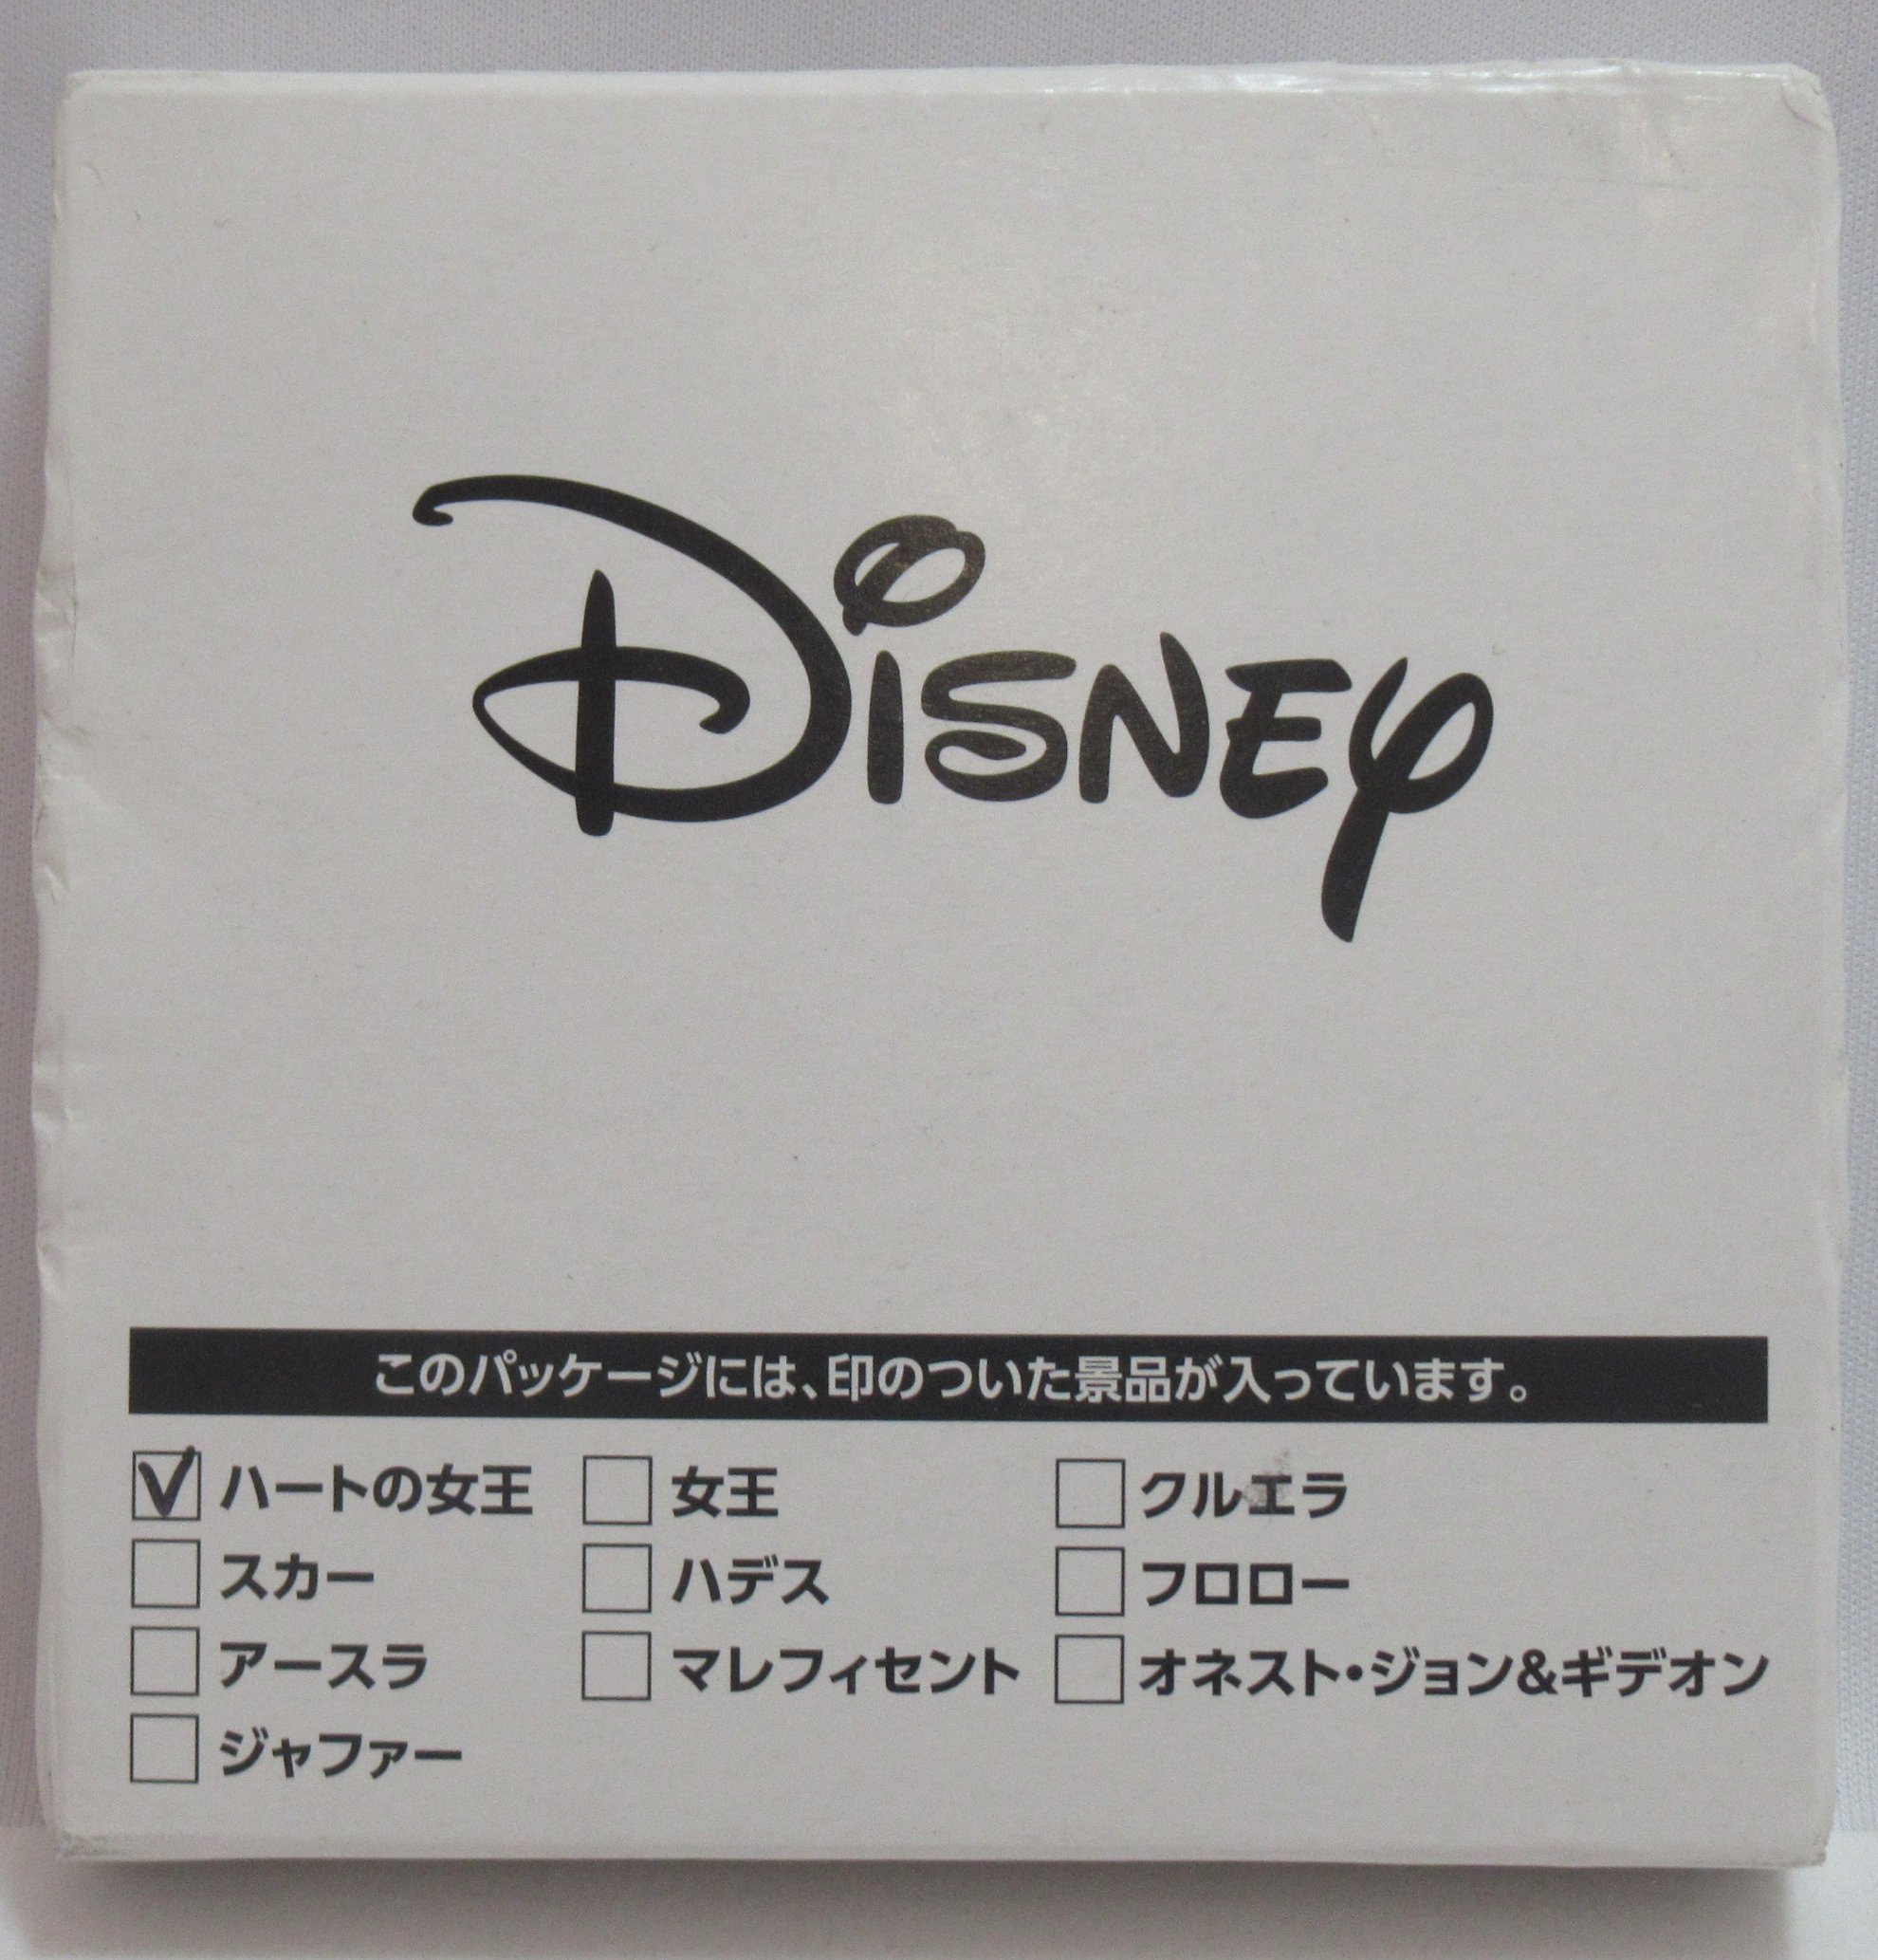 Disney
このパッケージには、印のついた景品が入っています。
ハートの女王 女王 クルエラ
スカー ハデス フロロー
アースラ マレフィセント オネスト・ジョン&ギデオン
ジャファー